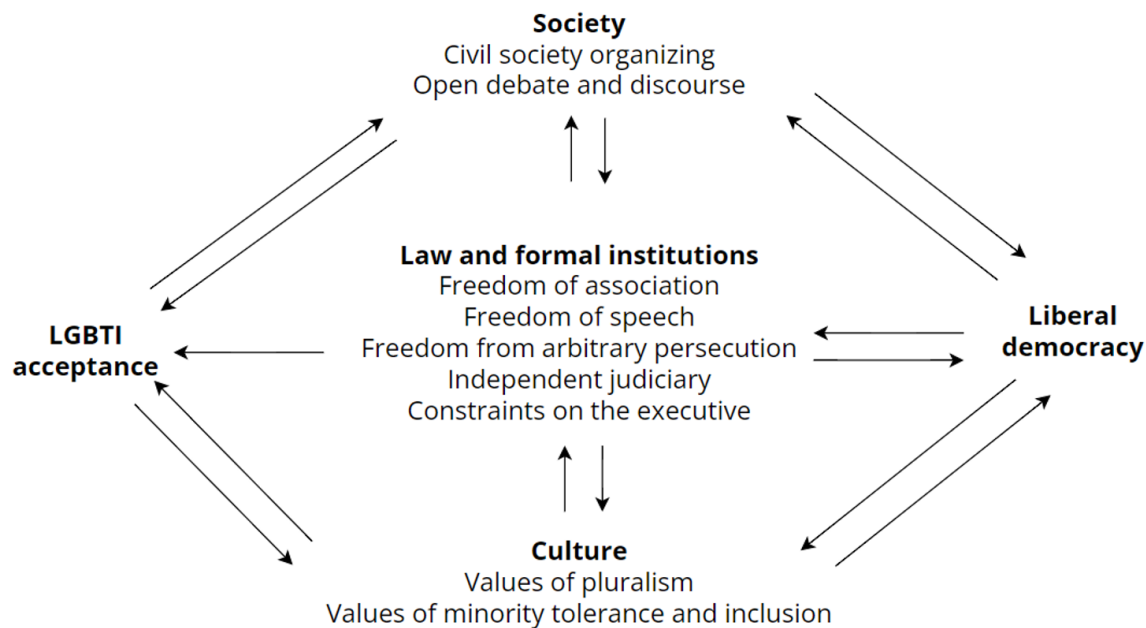 Society
Civil society organizing
Open debate and discourse
Law and formal institutions
Freedom of association
Freedom of speech
Freedom from arbitrary persecution
Independent judiciary
Constraints on the executive
LGBTI
acceptance
Liberal
democracy
Culture
Values of pluralism
Values of minority tolerance and inclusion